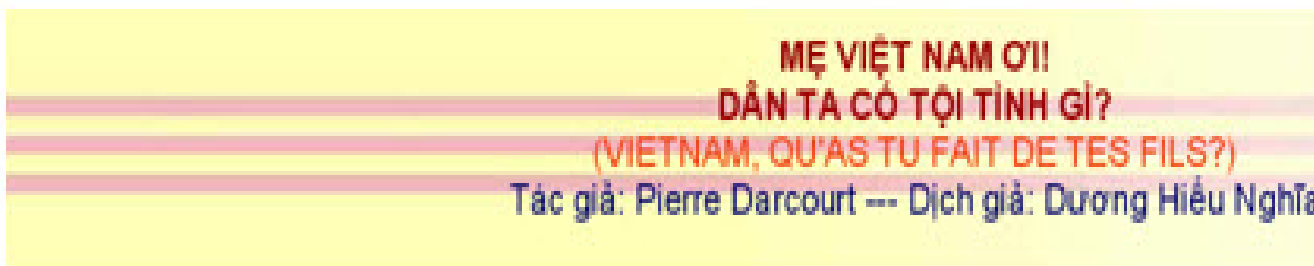 MẸ VIỆT NAM ƠI!
DÂN TA CÓ TỘI TÌNH GÌ?
(VIETNAM, QU'AS TU FAIT DE TES FILS?)
Tác giả: Pierre Darcourt --- Dịch giả: Dương Hiếu Nghĩa